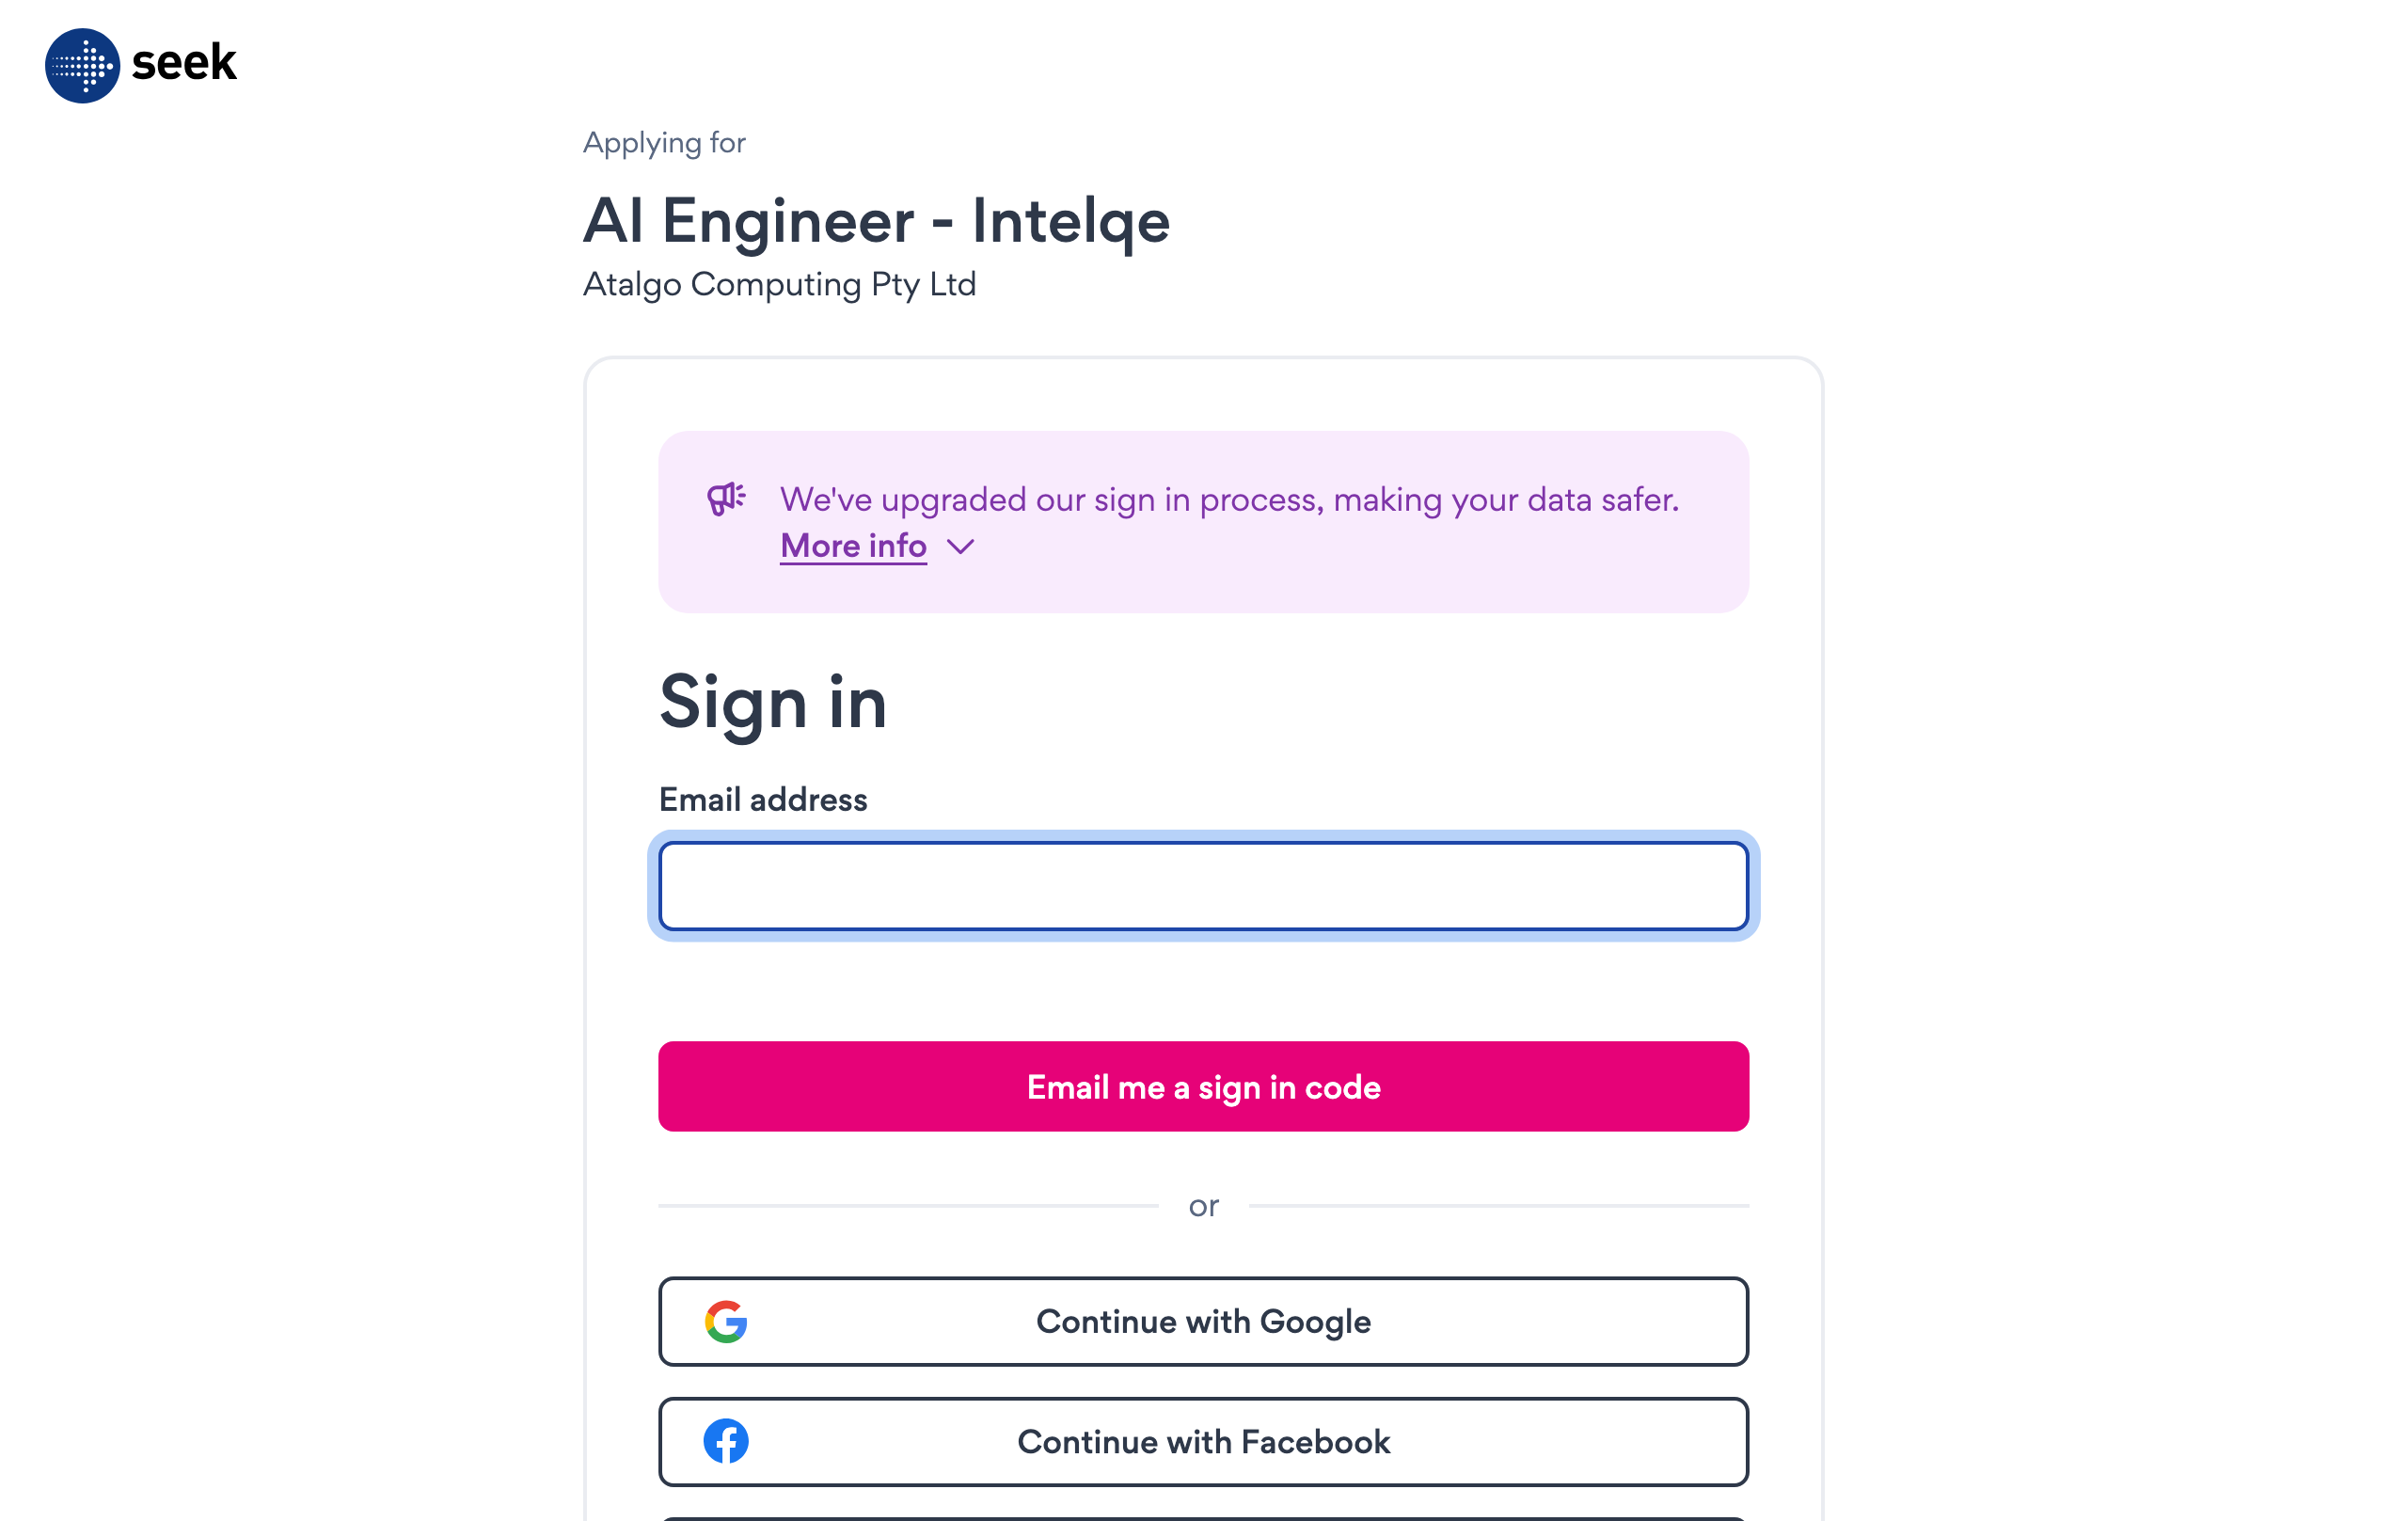 seek
Applying for
AI Engineer - Intelqe
Atalgo Computing Pty Ltd
We've upgraded our sign in process, making your data safer.
More info
Sign in
Email address
Email me a sign in code
or
Continue with Google
Continue with Facebook